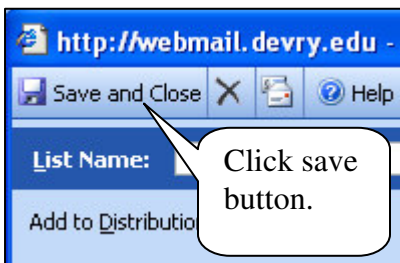 http://webmail.devry.edu -
Save and Close
Help
List Name:
Click save
button.
Add to Distributio